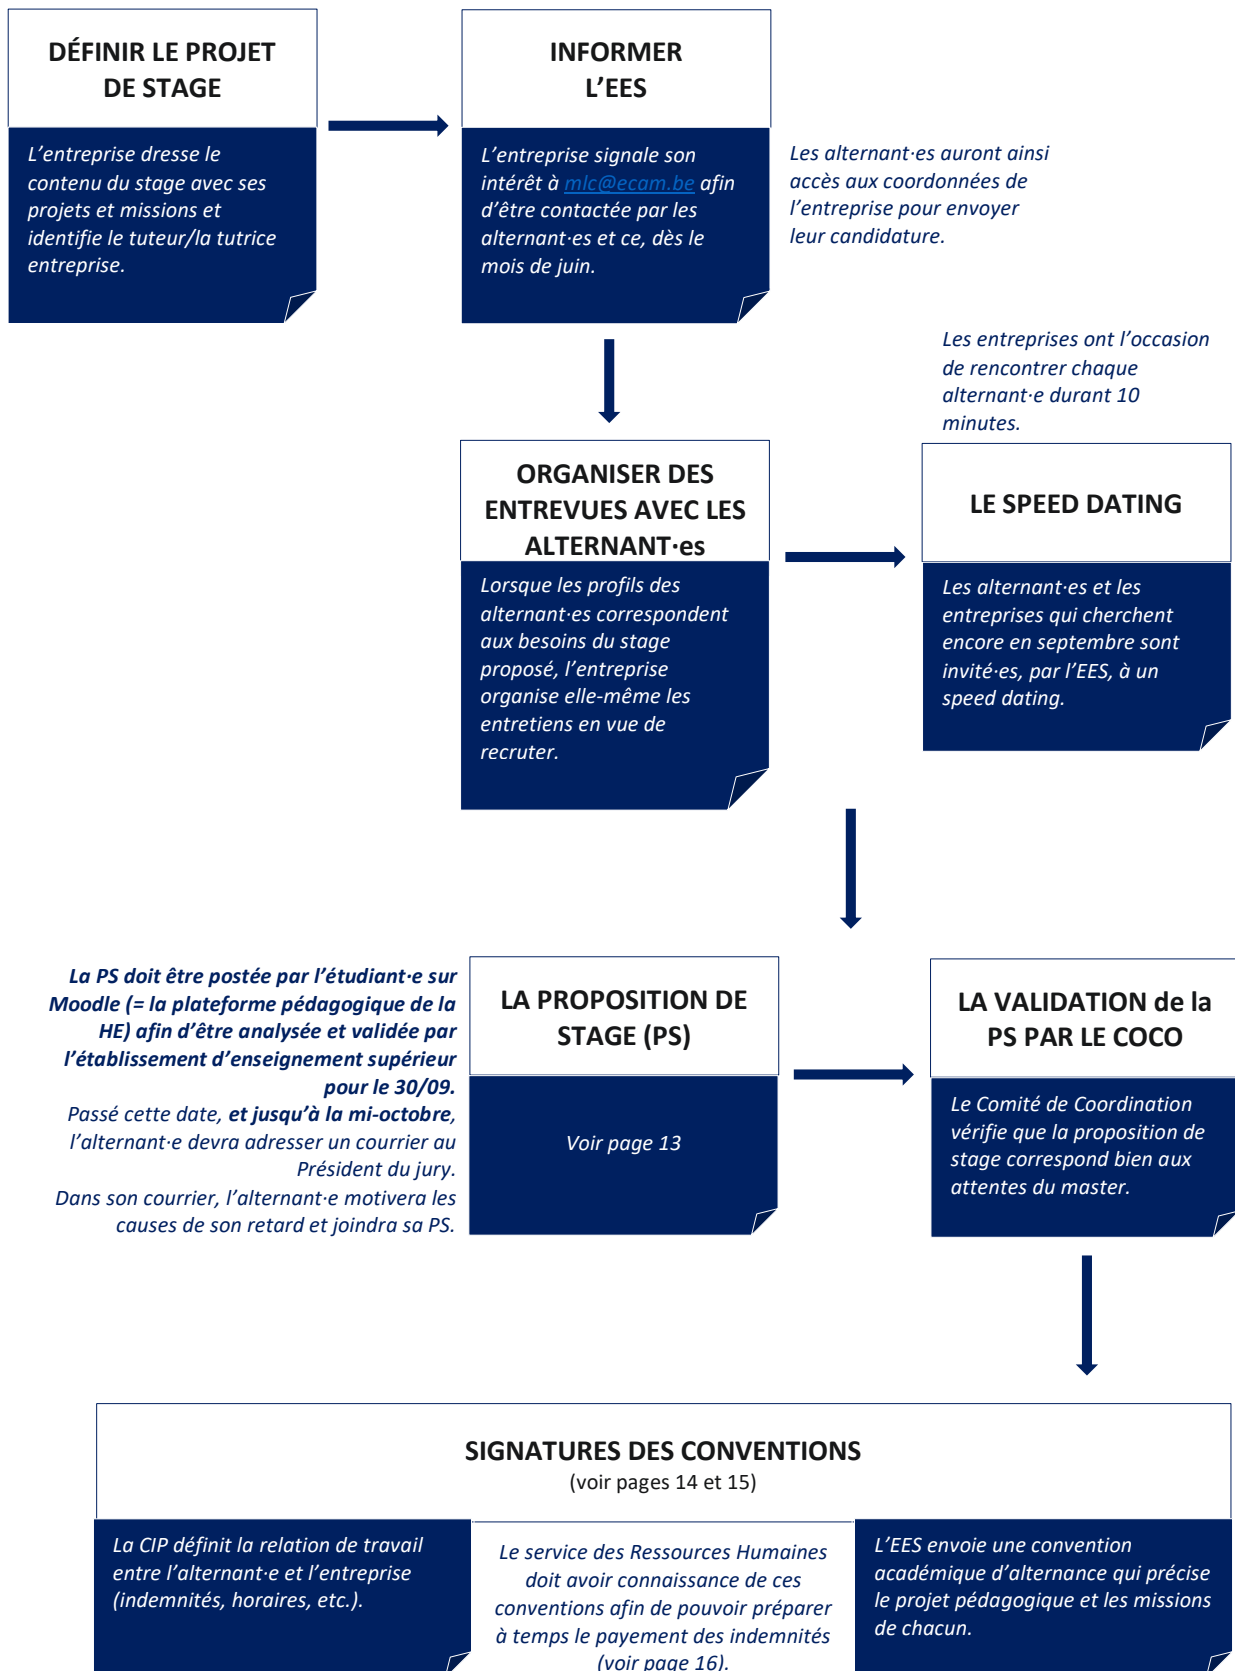 DÉFINIR LE PROJET
DE STAGE
L’entreprise dresse le
contenu du stage avec ses
projets et missions et
identifie le tuteur/la tutrice
entreprise.
INFORMER
L’EES
L’entreprise signale son
intérêt à mlc@ecam.be afin
d’être contactée par les
alternant·es et ce, dès le
mois de juin.
Les alternant·es auront ainsi
accès aux coordonnées de
l’entreprise pour envoyer
leur candidature.
ORGANISER DES
ENTREVUES AVEC LES
ALTERNANT·es
Lorsque les profils des
alternant·es correspondent
aux besoins du stage
proposé, l’entreprise
organise elle-même les
entretiens en vue de
recruter.
Les entreprises ont l’occasion
de rencontrer chaque
alternant·e durant 10
minutes.
LE SPEED DATING
Les alternant·es et les
entreprises qui cherchent
encore en septembre sont
invité·es, par l’EES, à un
speed dating.
La PS doit être postée par l’étudiant·e sur
Moodle (= la plateforme pédagogique de la
HE) afin d’être analysée et validée par
l’établissement d’enseignement supérieur
pour le 30/09.
Passé cette date, et jusqu’à la mi-octobre,
l’alternant·e devra adresser un courrier au
Président du jury.
Dans son courrier, l’alternant·e motivera les
causes de son retard et joindra sa PS.
LA PROPOSITION DE
STAGE (PS)
Voir page 13
LA VALIDATION de la
PS PAR LE COCO
Le Comité de Coordination
vérifie que la proposition de
stage correspond bien aux
attentes du master.
SIGNATURES DES CONVENTIONS
(voir pages 14 et 15)
La CIP définit la relation de travail
entre l’alternant·e et l’entreprise
(indemnités, horaires, etc.).
Le service des Ressources Humaines
doit avoir connaissance de ces
conventions afin de pouvoir préparer
à temps le payement des indemnités
(voir page 16).
L’EES envoie une convention
académique d’alternance qui précise
le projet pédagogique et les missions
de chacun.